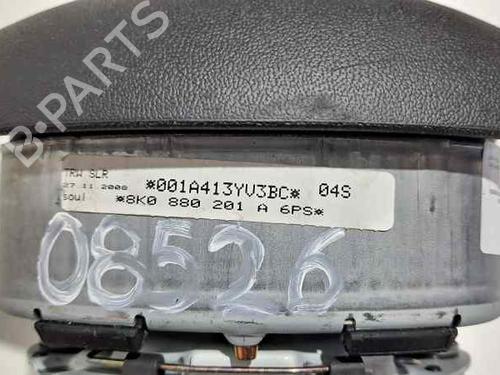 B-PARTS
TRW SLR
27 11 2008 *001A413YV3BC* 04S
soul *8K0 880 201 A 6PS*
08526